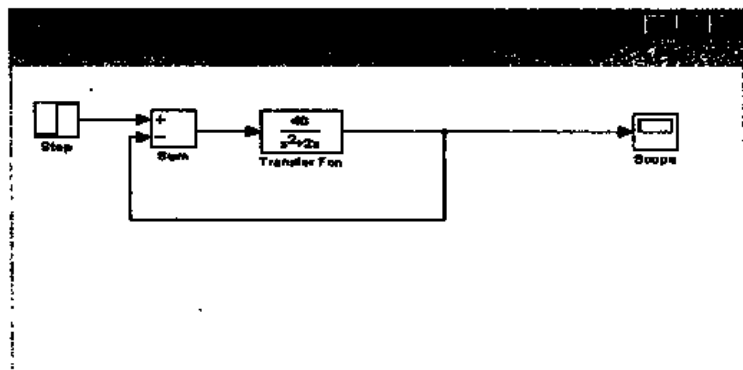 +
−
40
s²+2s
Step
Sum
Transfer Fcn
Scope